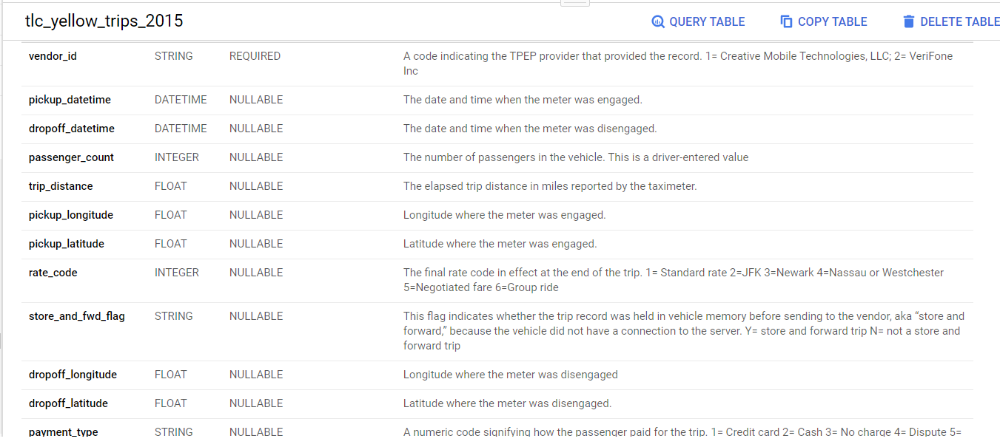 tlc_yellow_trips_2015 QUERY TABLE COPY TABLE DELETE TABLE
vendor_id STRING REQUIRED A code indicating the TPEP provider that provided the record. 1= Creative Mobile Technologies, LLC; 2= VeriFone
Inc
pickup_datetime DATETIME NULLABLE The date and time when the meter was engaged.
dropoff_datetime DATETIME NULLABLE The date and time when the meter was disengaged.
passenger_count INTEGER NULLABLE The number of passengers in the vehicle. This is a driver-entered value
trip_distance FLOAT NULLABLE The elapsed trip distance in miles reported by the taximeter.
pickup_longitude FLOAT NULLABLE Longitude where the meter was engaged.
pickup_latitude FLOAT NULLABLE Latitude where the meter was engaged.
rate_code INTEGER NULLABLE The final rate code in effect at the end of the trip. 1= Standard rate 2=JFK 3=Newark 4=Nassau or Westchester
5=Negotiated fare 6=Group ride
store_and_fwd_flag STRING NULLABLE This flag indicates whether the trip record was held in vehicle memory before sending to the vendor, aka “store and
forward,” because the vehicle did not have a connection to the server. Y= store and forward trip N= not a store and
forward trip
dropoff_longitude FLOAT NULLABLE Longitude where the meter was disengaged
dropoff_latitude FLOAT NULLABLE Latitude where the meter was disengaged.
payment_type STRING NULLABLE A numeric code signifying how the passenger paid for the trip. 1= Credit card 2= Cash 3= No charge 4= Dispute 5=